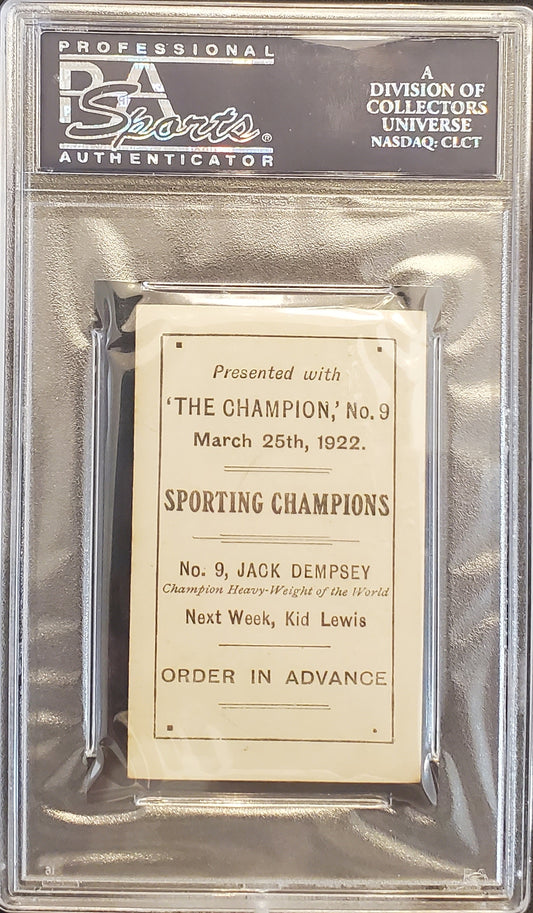 PROFESSIONAL
PSA
Sports®
AUTHENTICATOR
A
DIVISION OF
COLLECTORS
UNIVERSE
NASDAQ: CLCT
Presented with
'THE CHAMPION,' No. 9
March 25th, 1922.
SPORTING CHAMPIONS
No. 9, JACK DEMPSEY
Champion Heavy-Weight of the World
Next Week, Kid Lewis
ORDER IN ADVANCE